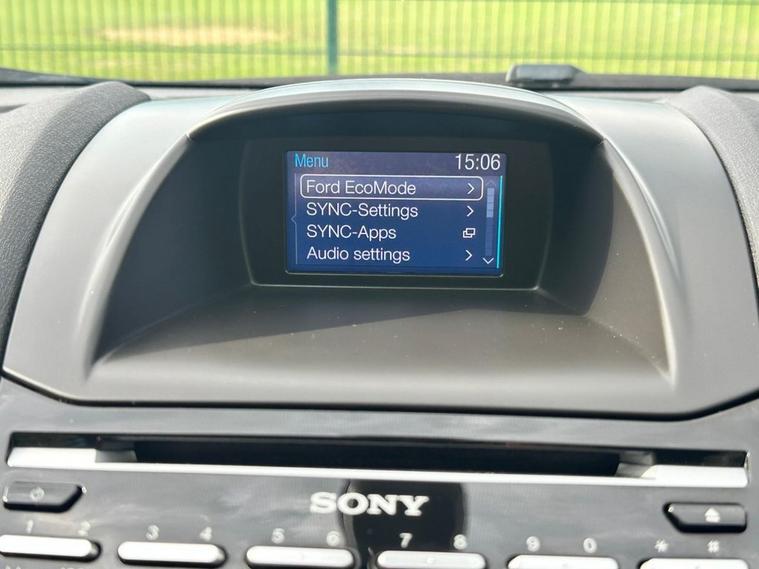 Menu 15:06
Ford EcoMode
SYNC-Settings
SYNC-Apps
Audio settings
SONY
1 2 3 4 5 6 7 8 9 0 * #